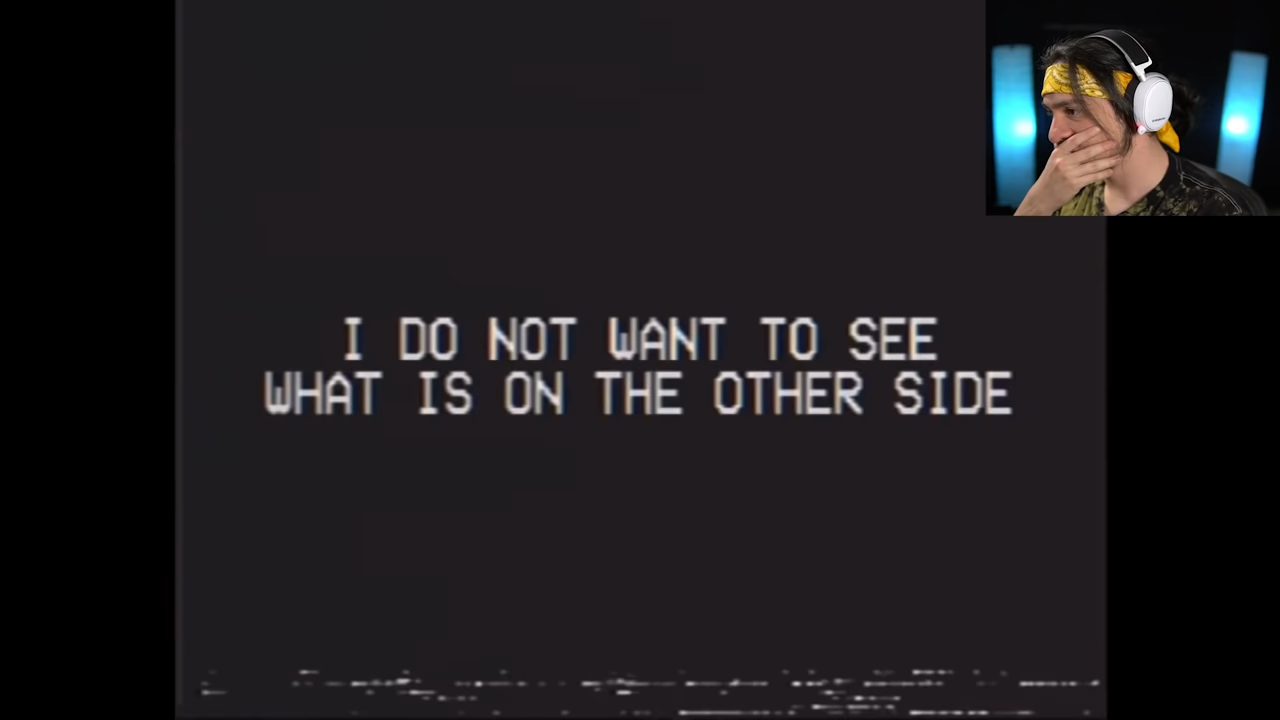 I DO NOT WANT TO SEE
WHAT IS ON THE OTHER SIDE